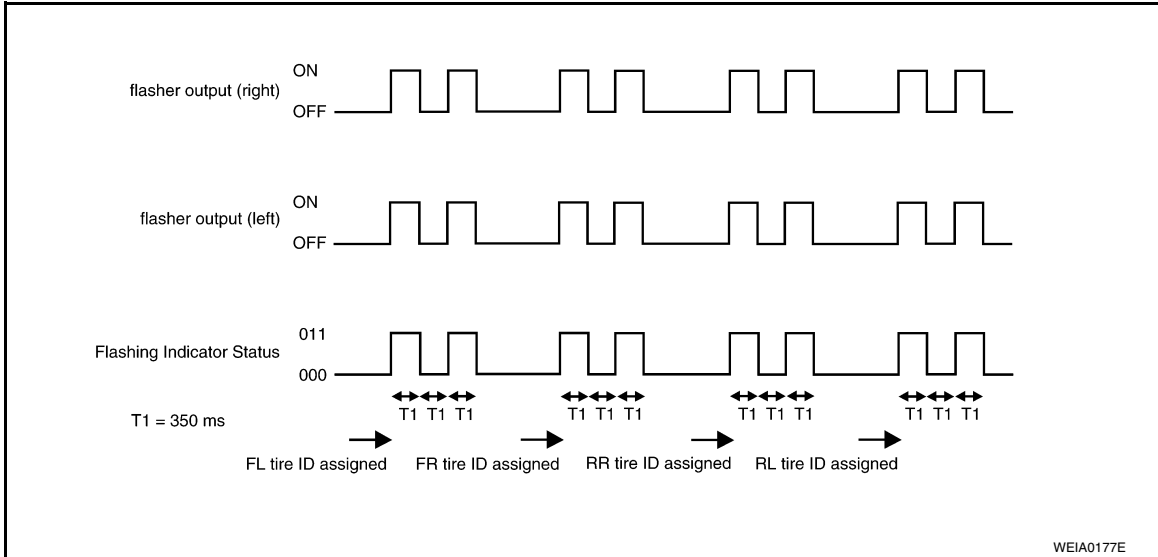 ON
flasher output (right)
OFF
ON
flasher output (left)
OFF
011
Flashing Indicator Status
000
T1 T1 T1 T1 T1 T1 T1 T1 T1 T1 T1 T1
T1 = 350 ms
FL tire ID assigned FR tire ID assigned RR tire ID assigned RL tire ID assigned
WEIA0177E